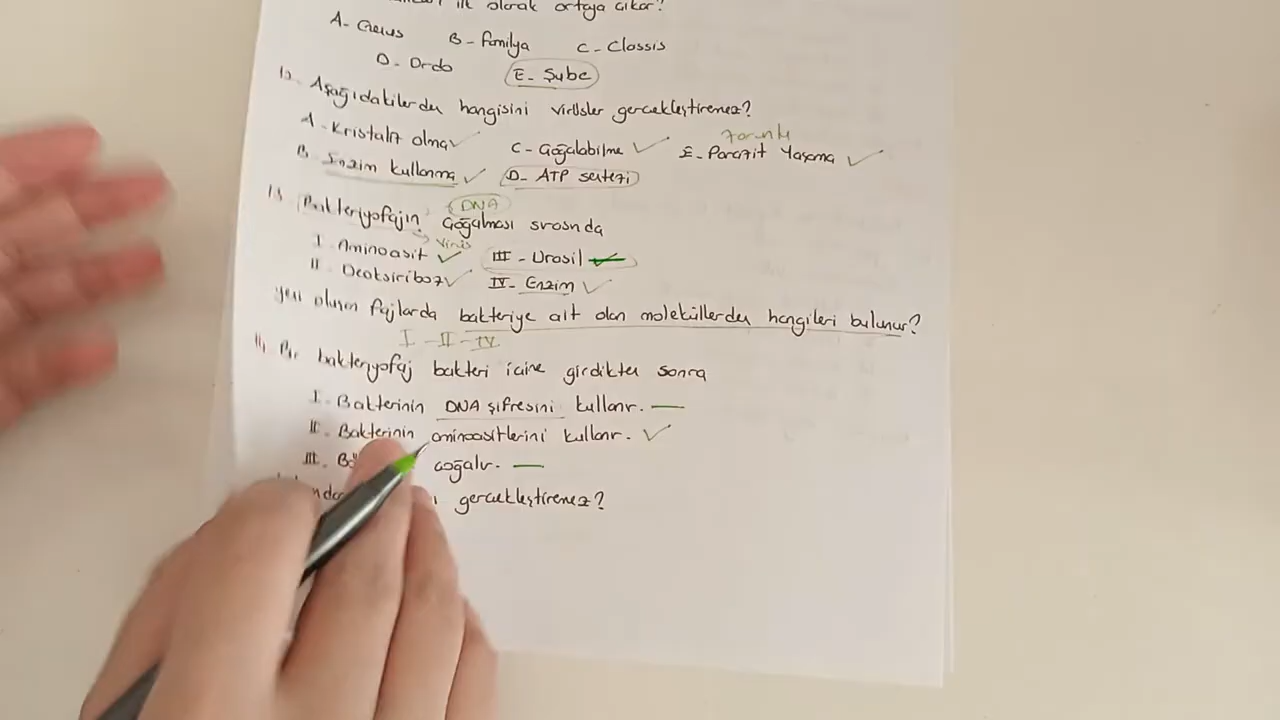 ilk olarak ortaya çıkar?
A- Genus B- Familya C- Classis
D- Ordo E- Şube
12- Aşağıdakilerden hangisini virüsler gerçekleştiremez?
zorunlu
A- Kristalize olma C- Çoğalabilme E- Parazit Yaşama
B- Enzim kullanma D- ATP sentezi
DNA
13. Bakteriyofajın Çoğalması sırasında
virüs
I- Aminoasit III- Urasil
II- Deoksiriboz IV- Enzim
yeni oluşan fajlarda bakteriye ait olan moleküllerden hangileri bulunur?
I - II - IV
14. Bir bakteriyofaj bakteri içine girdikten sonra
I- Bakterinin DNA şifresini kullanır.
II- Bakterinin aminoasitlerini kullanır.
III- çoğalır.
gerçekleştiremez?